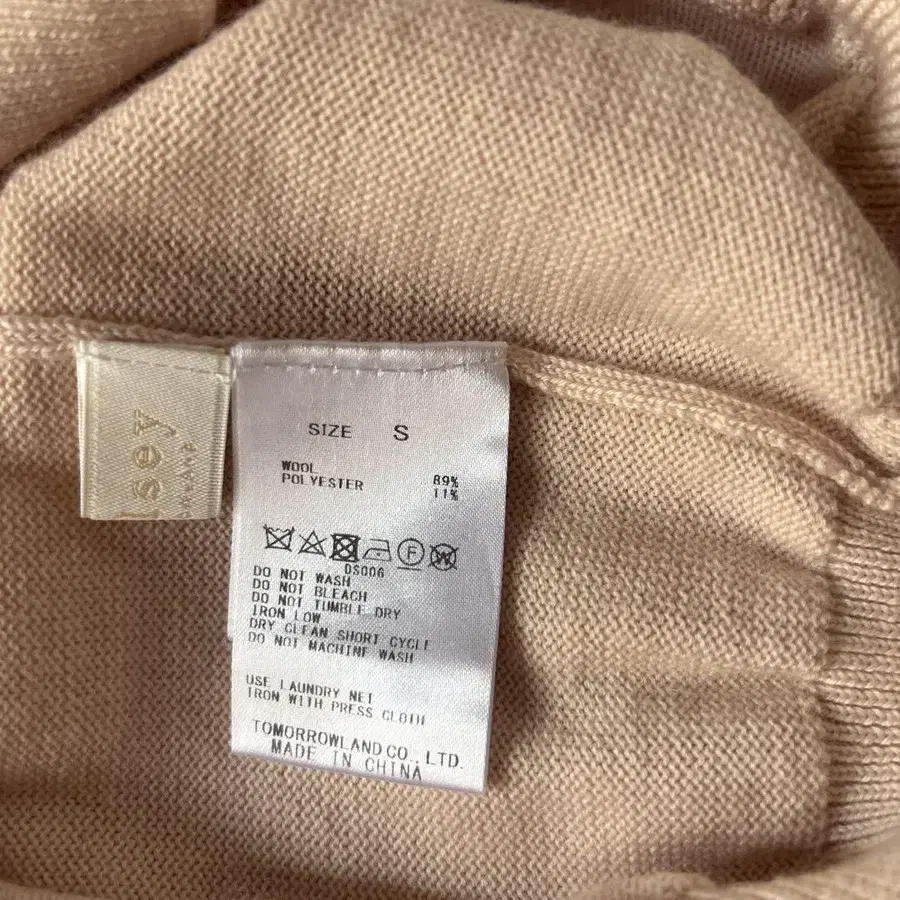 SIZE S
WOOL 89%
POLYESTER 11%
F W
DS006
DO NOT WASH
DO NOT BLEACH
DO NOT TUMBLE DRY
IRON LOW
DRY CLEAN SHORT CYCLE
DO NOT MACHINE WASH
USE LAUNDRY NET
IRON WITH PRESS CLOTH
TOMORROWLAND CO., LTD.
MADE IN CHINA
lsey